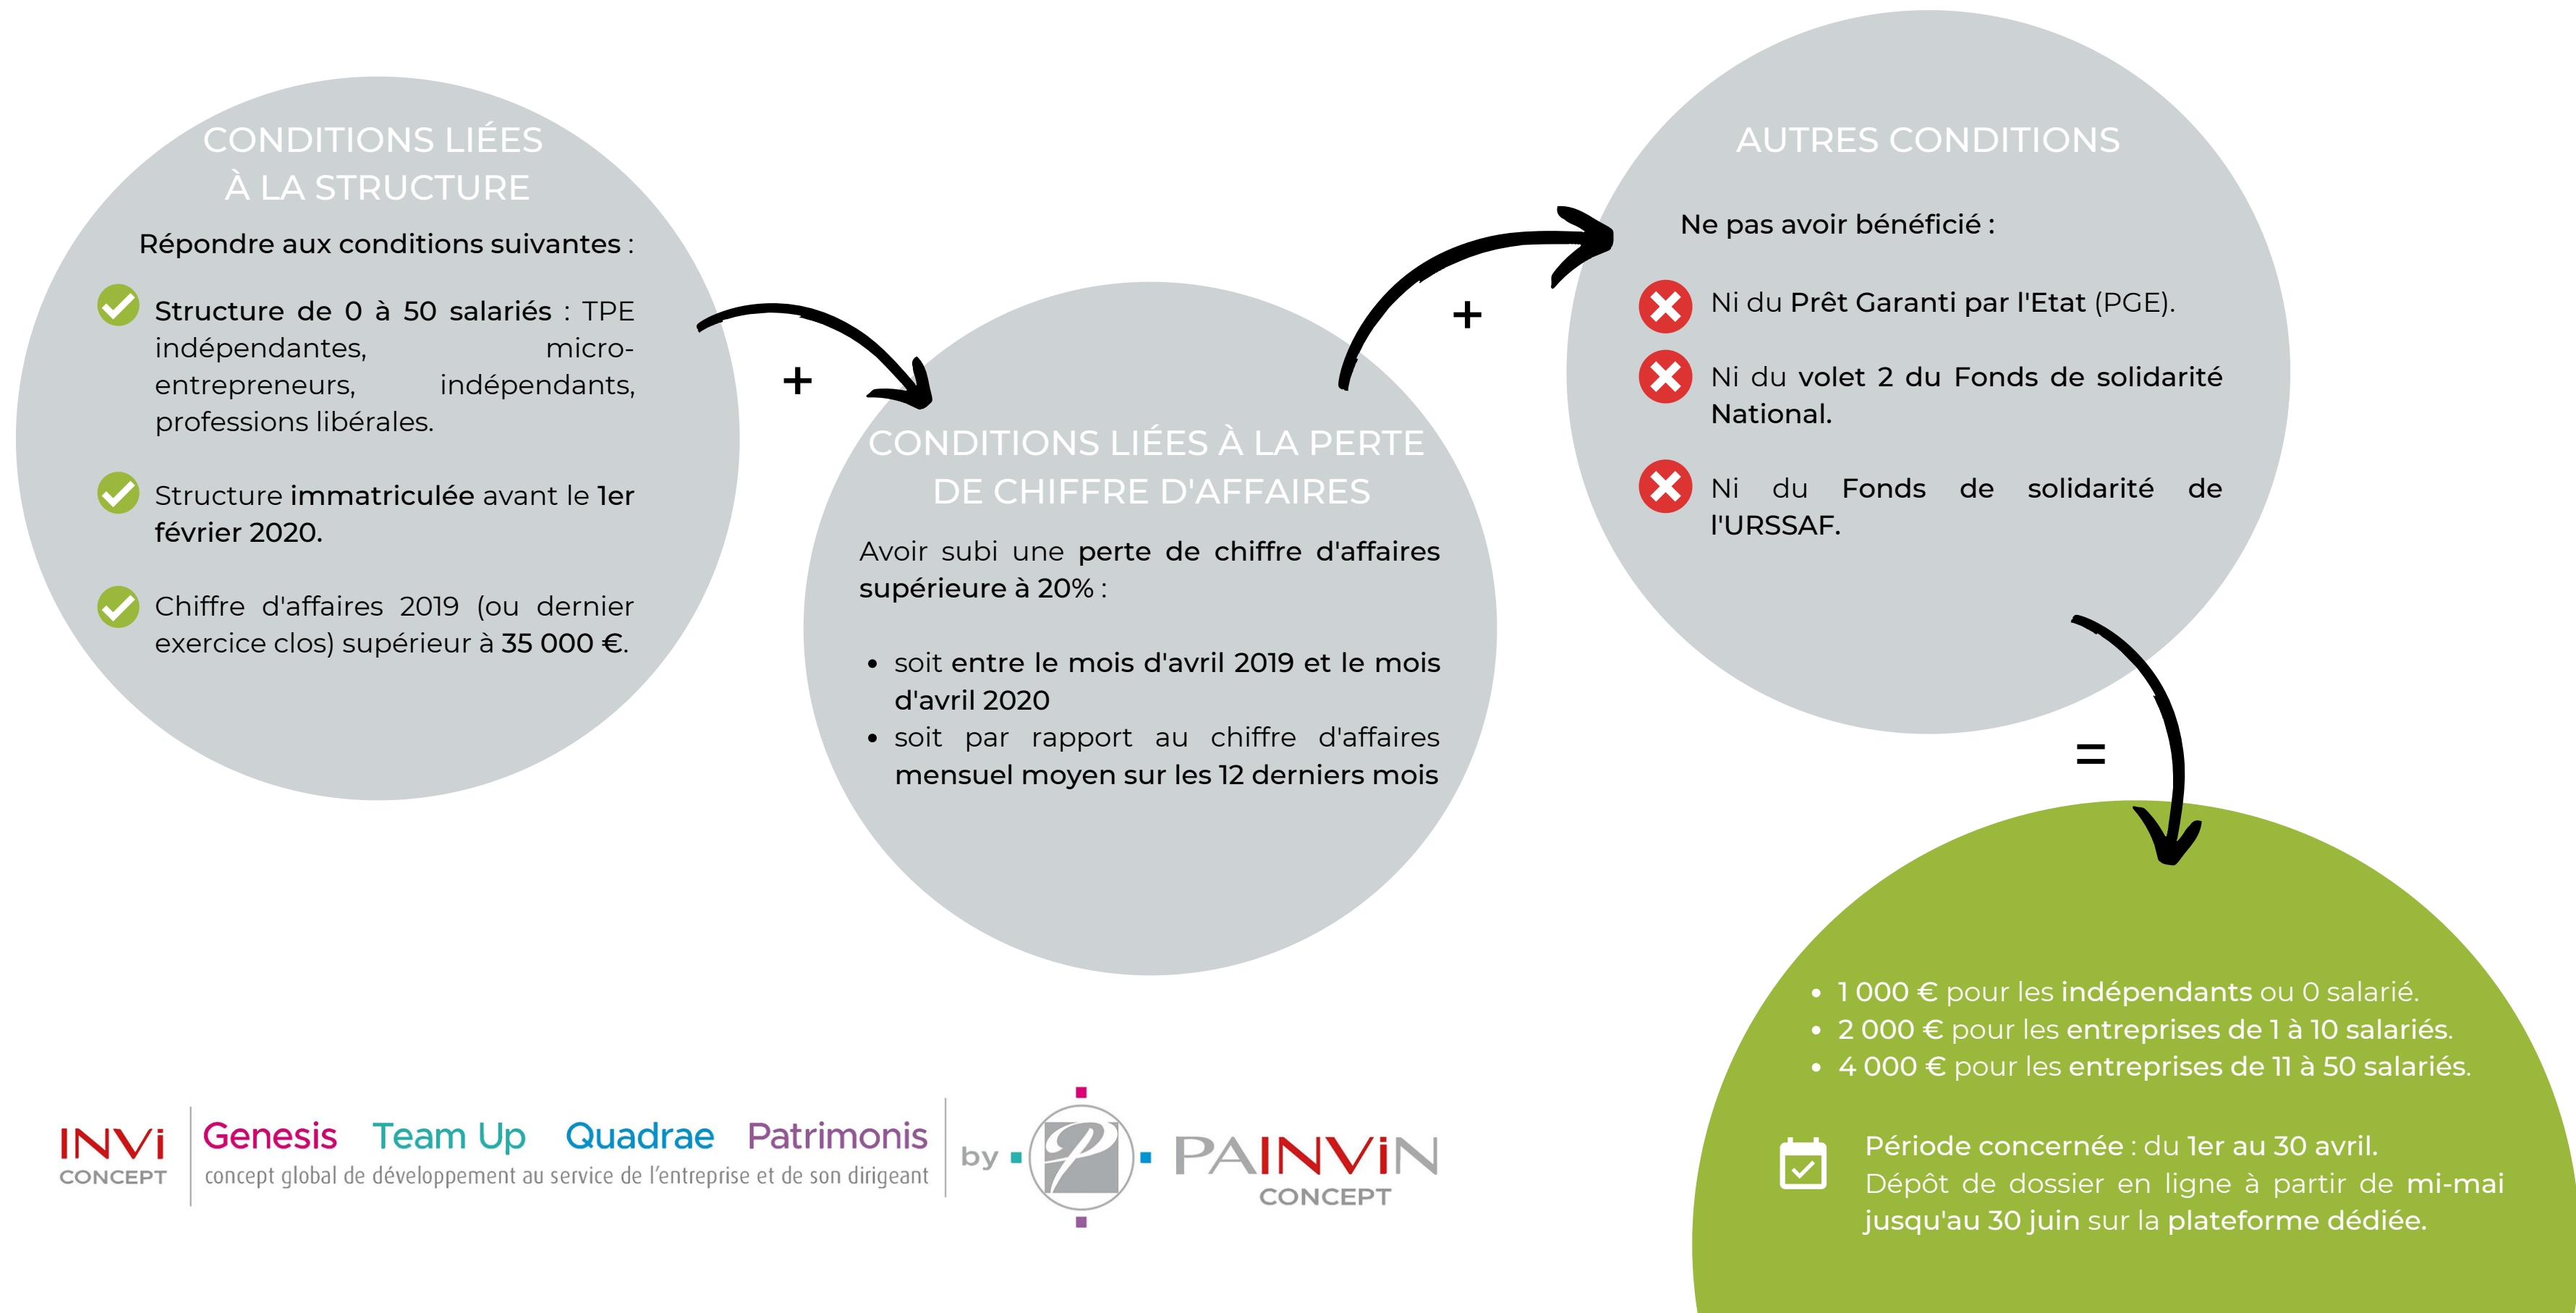 CONDITIONS LIÉES
À LA STRUCTURE
Répondre aux conditions suivantes :
Structure de 0 à 50 salariés : TPE
indépendantes, micro-
entrepreneurs, indépendants,
professions libérales.
Structure immatriculée avant le 1er
février 2020.
Chiffre d'affaires 2019 (ou dernier
exercice clos) supérieur à 35 000 €.
+
CONDITIONS LIÉES À LA PERTE
DE CHIFFRE D'AFFAIRES
Avoir subi une perte de chiffre d'affaires
supérieure à 20% :
• soit entre le mois d'avril 2019 et le mois
d'avril 2020
• soit par rapport au chiffre d'affaires
mensuel moyen sur les 12 derniers mois
+
AUTRES CONDITIONS
Ne pas avoir bénéficié :
Ni du Prêt Garanti par l'Etat (PGE).
Ni du volet 2 du Fonds de solidarité
National.
Ni du Fonds de solidarité de
l'URSSAF.
=
• 1 000 € pour les indépendants ou 0 salarié.
• 2 000 € pour les entreprises de 1 à 10 salariés.
• 4 000 € pour les entreprises de 11 à 50 salariés.
Période concernée : du 1er au 30 avril.
Dépôt de dossier en ligne à partir de mi-mai
jusqu'au 30 juin sur la plateforme dédiée.
INVi
CONCEPT
Genesis Team Up Quadrae Patrimonis
concept global de développement au service de l'entreprise et de son dirigeant
by
P
PAINViN
CONCEPT